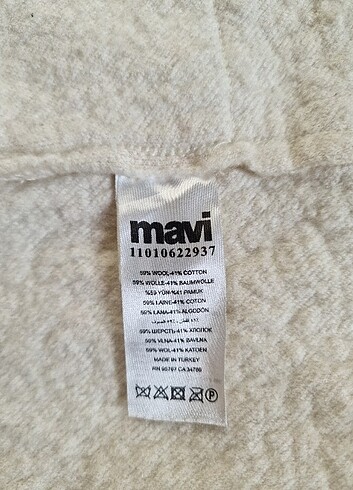 mavi
11010622937
59% WOOL-41% COTTON
59% WOLLE-41% BAUMWOLLE
%59 YÜN-%41 PAMUK
59% LAINE-41% COTON
59% LANA-41% ALGODÓN
59% ШЕРСТЬ-41% ХЛОПОК
59% VLNA-41% BAVLNA
59% WOL-41% KATOEN
MADE IN TURKEY